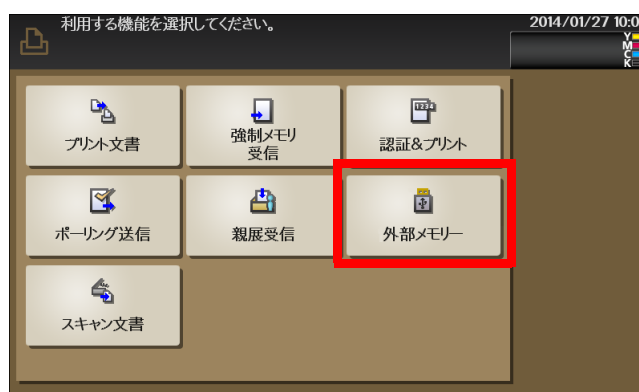 利用する機能を選択してください。
2014/01/27 10:0
Y
M
C
K
プリント文書
強制メモリ
受信
認証&プリント
ポーリング送信
親展受信
外部メモリー
スキャン文書